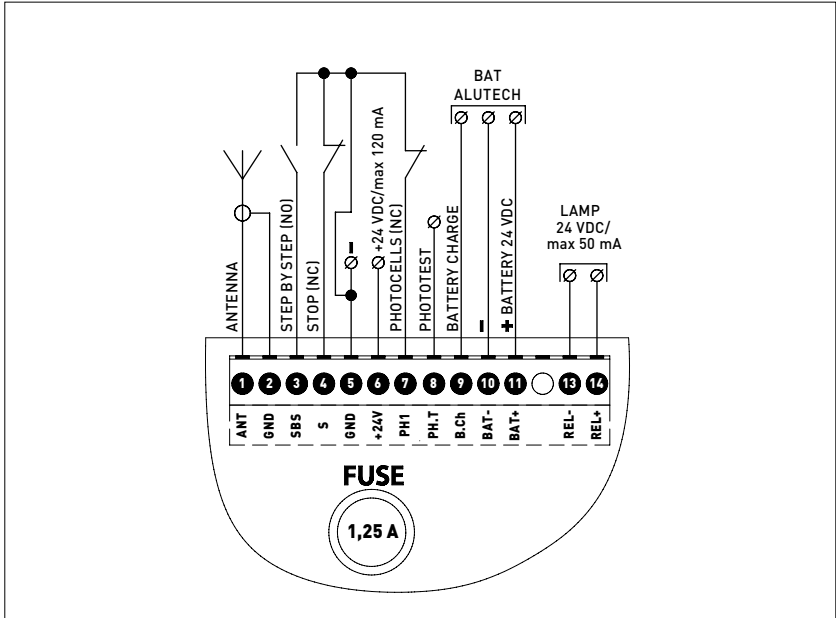 BAT
ALUTECH
ANTENNA
STEP BY STEP (NO)
STOP (NC)
–
+24 VDC/max 120 mA
PHOTOCELLS (NC)
PHOTOTEST
BATTERY CHARGE
–
+ BATTERY 24 VDC
LAMP
24 VDC/
max 50 mA
1 2 3 4 5 6 7 8 9 10 11 13 14
ANT GND SBS S GND +24V PH1 PH.T B.Ch BAT- BAT+ REL- REL+
FUSE
1,25 A